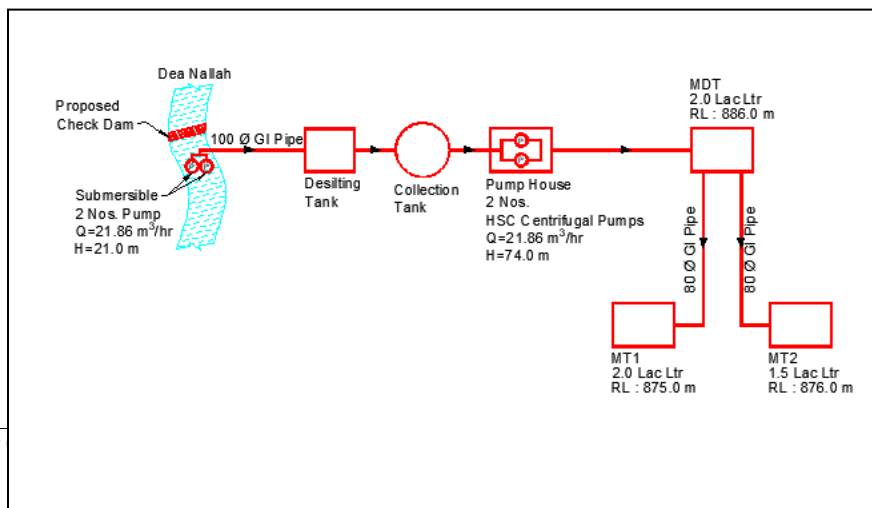 Dea Nallah
Proposed
Check Dam
100 Ø GI Pipe
Submersible
2 Nos. Pump
Q=21.86 m³/hr
H=21.0 m
Desilting
Tank
Collection
Tank
P
P
Pump House
2 Nos.
HSC Centrifugal Pumps
Q=21.86 m³/hr
H=74.0 m
MDT
2.0 Lac Ltr
RL : 886.0 m
80 Ø GI Pipe
80 Ø GI Pipe
MT1
2.0 Lac Ltr
RL : 875.0 m
MT2
1.5 Lac Ltr
RL : 876.0 m